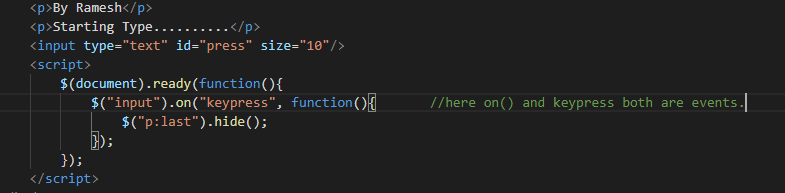 <p>By Ramesh</p>
<p>Starting Type..........</p>
<input type="text" id="press" size="10"/>
<script>
$(document).ready(function(){
$("input").on("keypress", function(){ //here on() and keypress both are events.
$("p:last").hide();
});
});
</script>